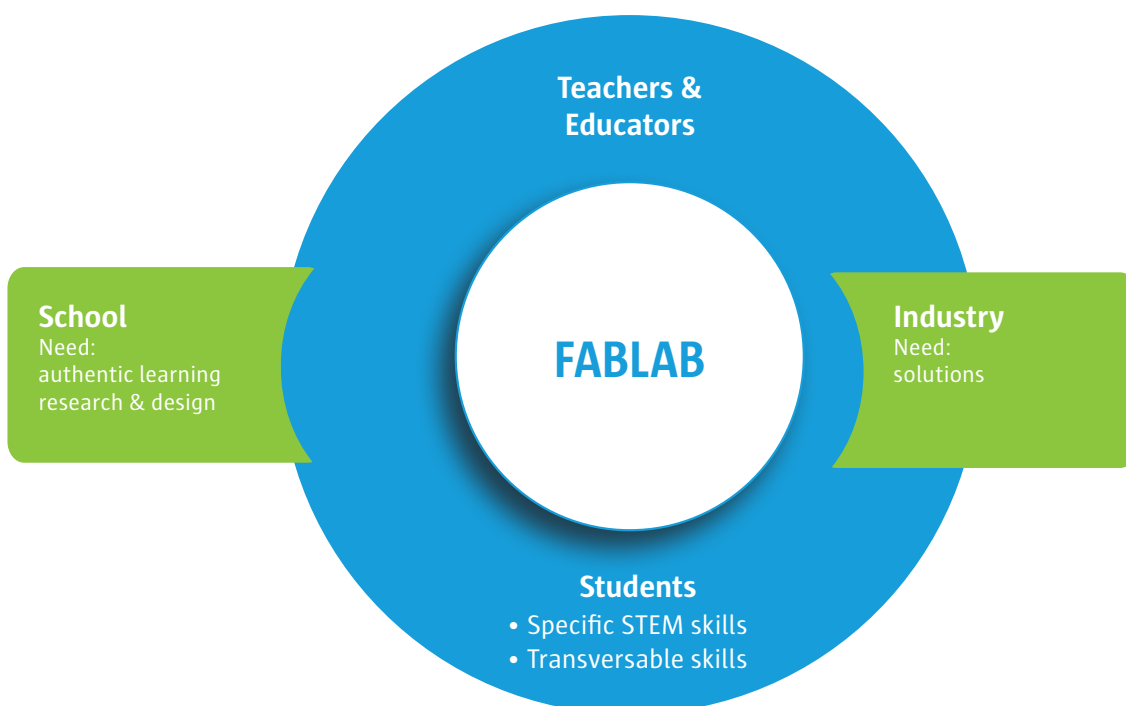 Teachers &
Educators
School
Need:
authentic learning
research & design
FABLAB
Industry
Need:
solutions
Students
• Specific STEM skills
• Transversable skills